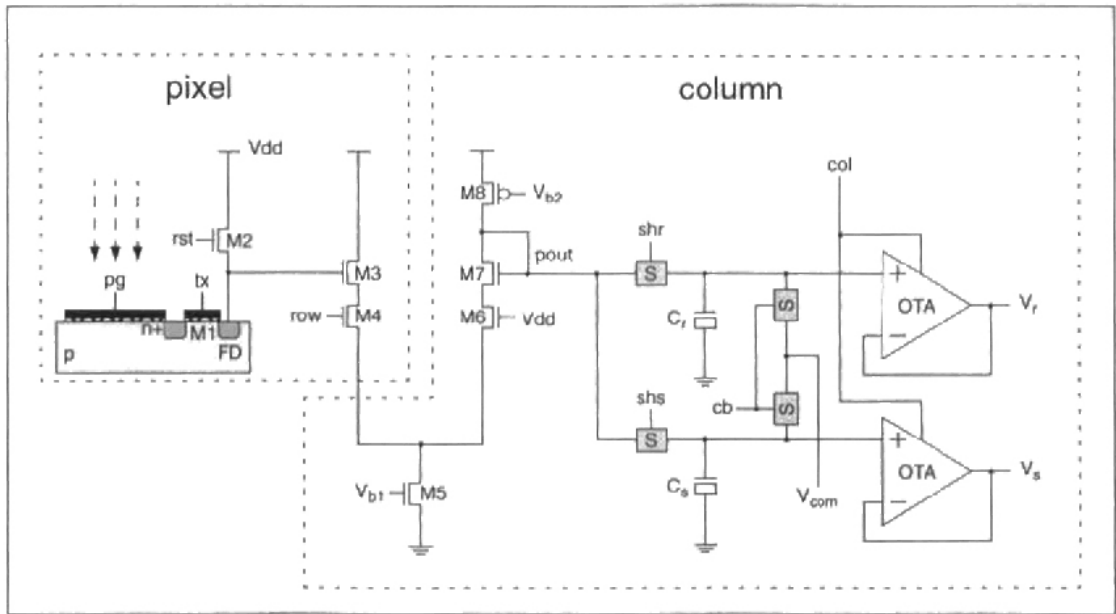 pixel
column
Vdd
col
M8
Vb2
shr
rst
M2
pout
pg
tx
M3
M7
S
+
OTA
Vr
row
M4
M6
Vdd
Cr
S
−
n+
M1
p
FD
shs
cb
S
S
+
OTA
Vs
Vb1
M5
Cs
Vcom
−